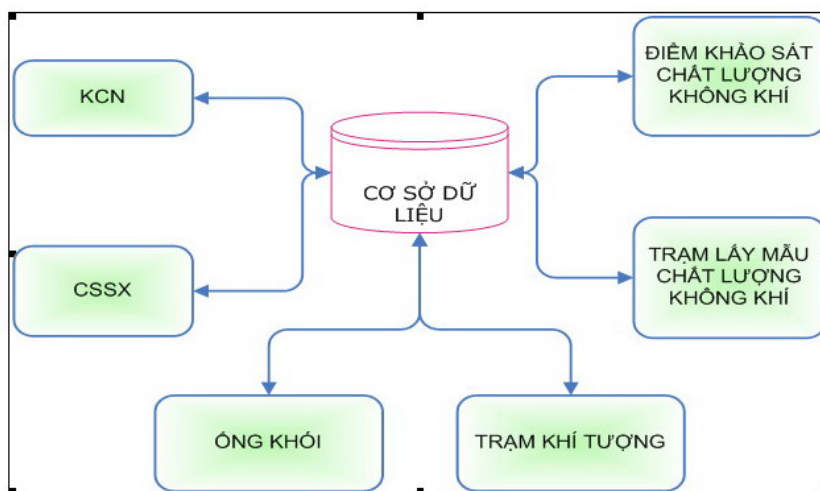 KCN
ĐIỂM KHẢO SÁT
CHẤT LƯỢNG
KHÔNG KHÍ
CƠ SỞ DỮ
LIỆU
CSSX
TRẠM LẤY MẪU
CHẤT LƯỢNG
KHÔNG KHÍ
ỐNG KHÓI
TRẠM KHÍ TƯỢNG